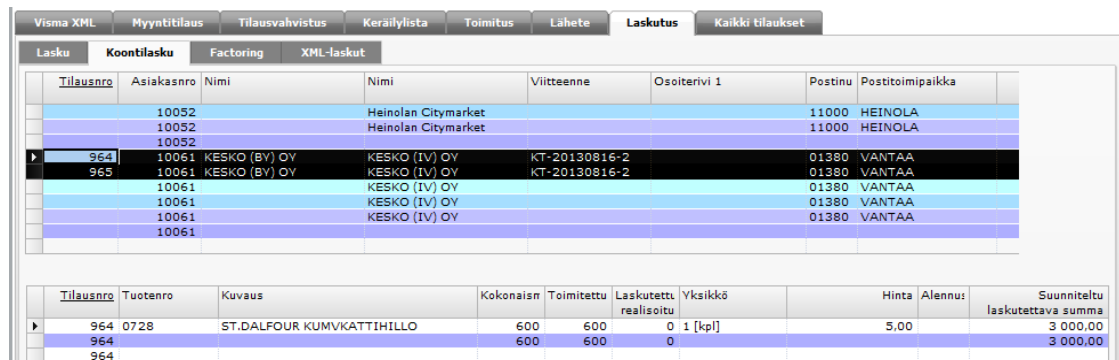 Visma XML Myyntitilaus Tilausvahvistus Keräilylista Toimitus Lähete Laskutus Kaikki tilaukset
Lasku Koontilasku Factoring XML-laskut
Tilausnro Asiakasnro Nimi Nimi Viitteenne Osoiterivi 1 Postinu Postitoimipaikka
10052 Heinolan Citymarket 11000 HEINOLA
10052 Heinolan Citymarket 11000 HEINOLA
10052
964 10061 KESKO (BY) OY KESKO (IV) OY KT-20130816-2 01380 VANTAA
965 10061 KESKO (BY) OY KESKO (IV) OY KT-20130816-2 01380 VANTAA
10061 KESKO (IV) OY 01380 VANTAA
10061 KESKO (IV) OY 01380 VANTAA
10061 KESKO (IV) OY 01380 VANTAA
10061
Tilausnro Tuotenro Kuvaus Kokonaism Toimitettu Laskutettu Yksikkö Hinta Alennus Suunniteltu
realisoitu laskutettava summa
964 0728 ST.DALFOUR KUMVKATTIHILLO 600 600 0 1 [kpl] 5,00 3 000,00
964 600 600 0 3 000,00
964